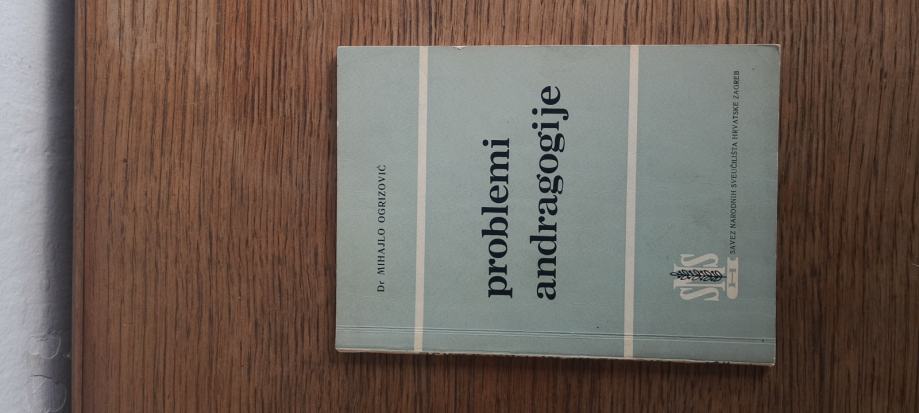 Dr MIHAJLO OGRIZOVIĆ
problemi
andragogije
SAVEZ NARODNIH SVEUČILIŠTA HRVATSKE ZAGREB